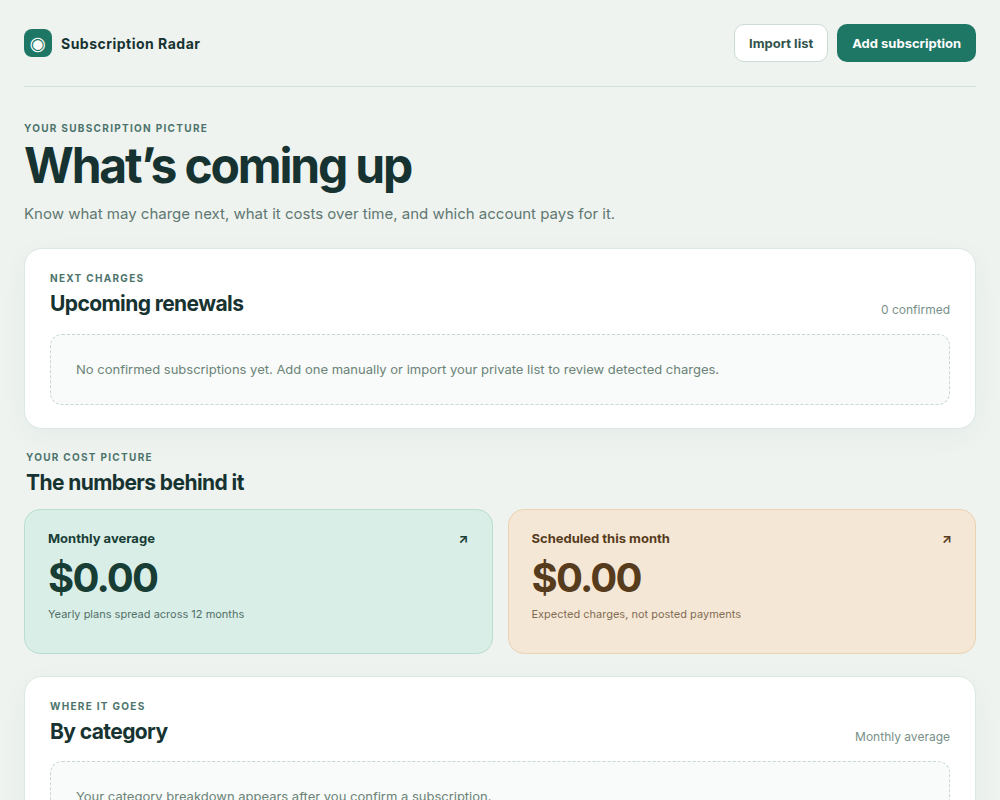 Subscription Radar
Import list
Add subscription
YOUR SUBSCRIPTION PICTURE
What’s coming up
Know what may charge next, what it costs over time, and which account pays for it.
NEXT CHARGES
Upcoming renewals
0 confirmed
No confirmed subscriptions yet. Add one manually or import your private list to review detected charges.
YOUR COST PICTURE
The numbers behind it
Monthly average
$0.00
Yearly plans spread across 12 months
Scheduled this month
$0.00
Expected charges, not posted payments
WHERE IT GOES
By category
Monthly average
Your category breakdown appears after you confirm a subscription.